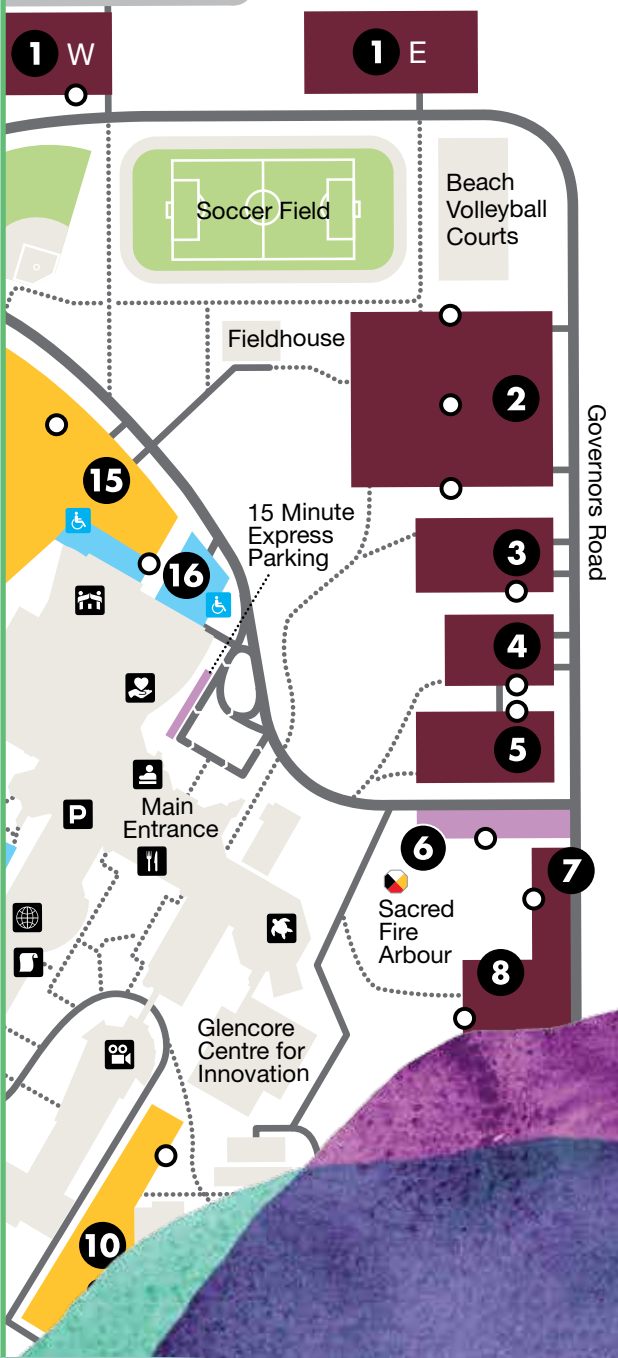 1 W
1 E
Soccer Field
Beach
Volleyball
Courts
Fieldhouse
2
Governors Road
15
15 Minute
Express
Parking
3
16
4
5
P
Main
Entrance
6
7
Sacred
Fire
Arbour
8
Glencore
Centre for
Innovation
10